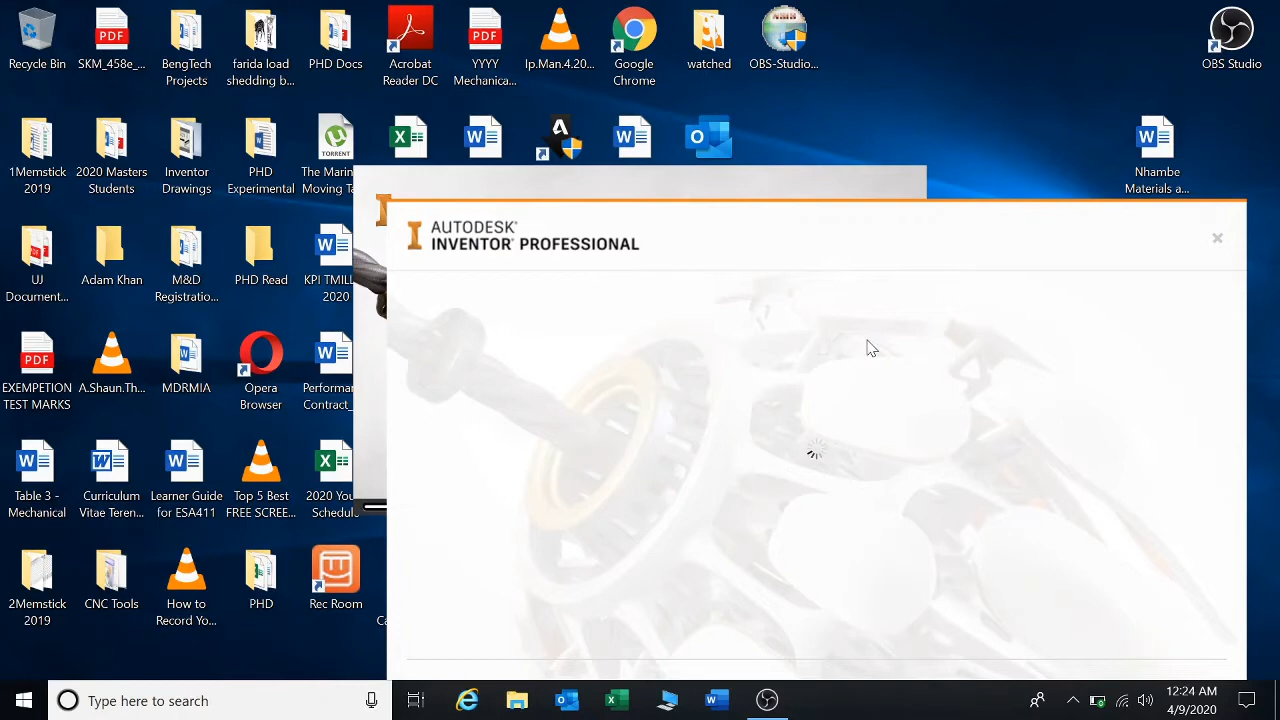 Recycle Bin
SKM_458e_...
BengTech
Projects
farida load
shedding b...
PHD Docs
Acrobat
Reader DC
YYYY
Mechanica...
Ip.Man.4.20...
Google
Chrome
watched
OBS-Studio...
OBS Studio
1Memstick
2019
2020 Masters
Students
Inventor
Drawings
PHD
Experimental
TORRENT
The Marin
Moving Ta
Nhambe
Materials a...
AUTODESK®
INVENTOR® PROFESSIONAL
UJ
Document...
Adam Khan
M&D
Registratio...
PHD Read
KPI TMILL
2020
EXEMPETION
TEST MARKS
A.Shaun.Th...
MDRMIA
Opera
Browser
Performan
Contract_
Table 3 -
Mechanical
Curriculum
Vitae Teren...
Learner Guide
for ESA411
Top 5 Best
FREE SCREE...
2020 You
Schedul
2Memstick
2019
CNC Tools
How to
Record Yo...
PHD
Rec Room
Ca
Type here to search
12:24 AM
4/9/2020